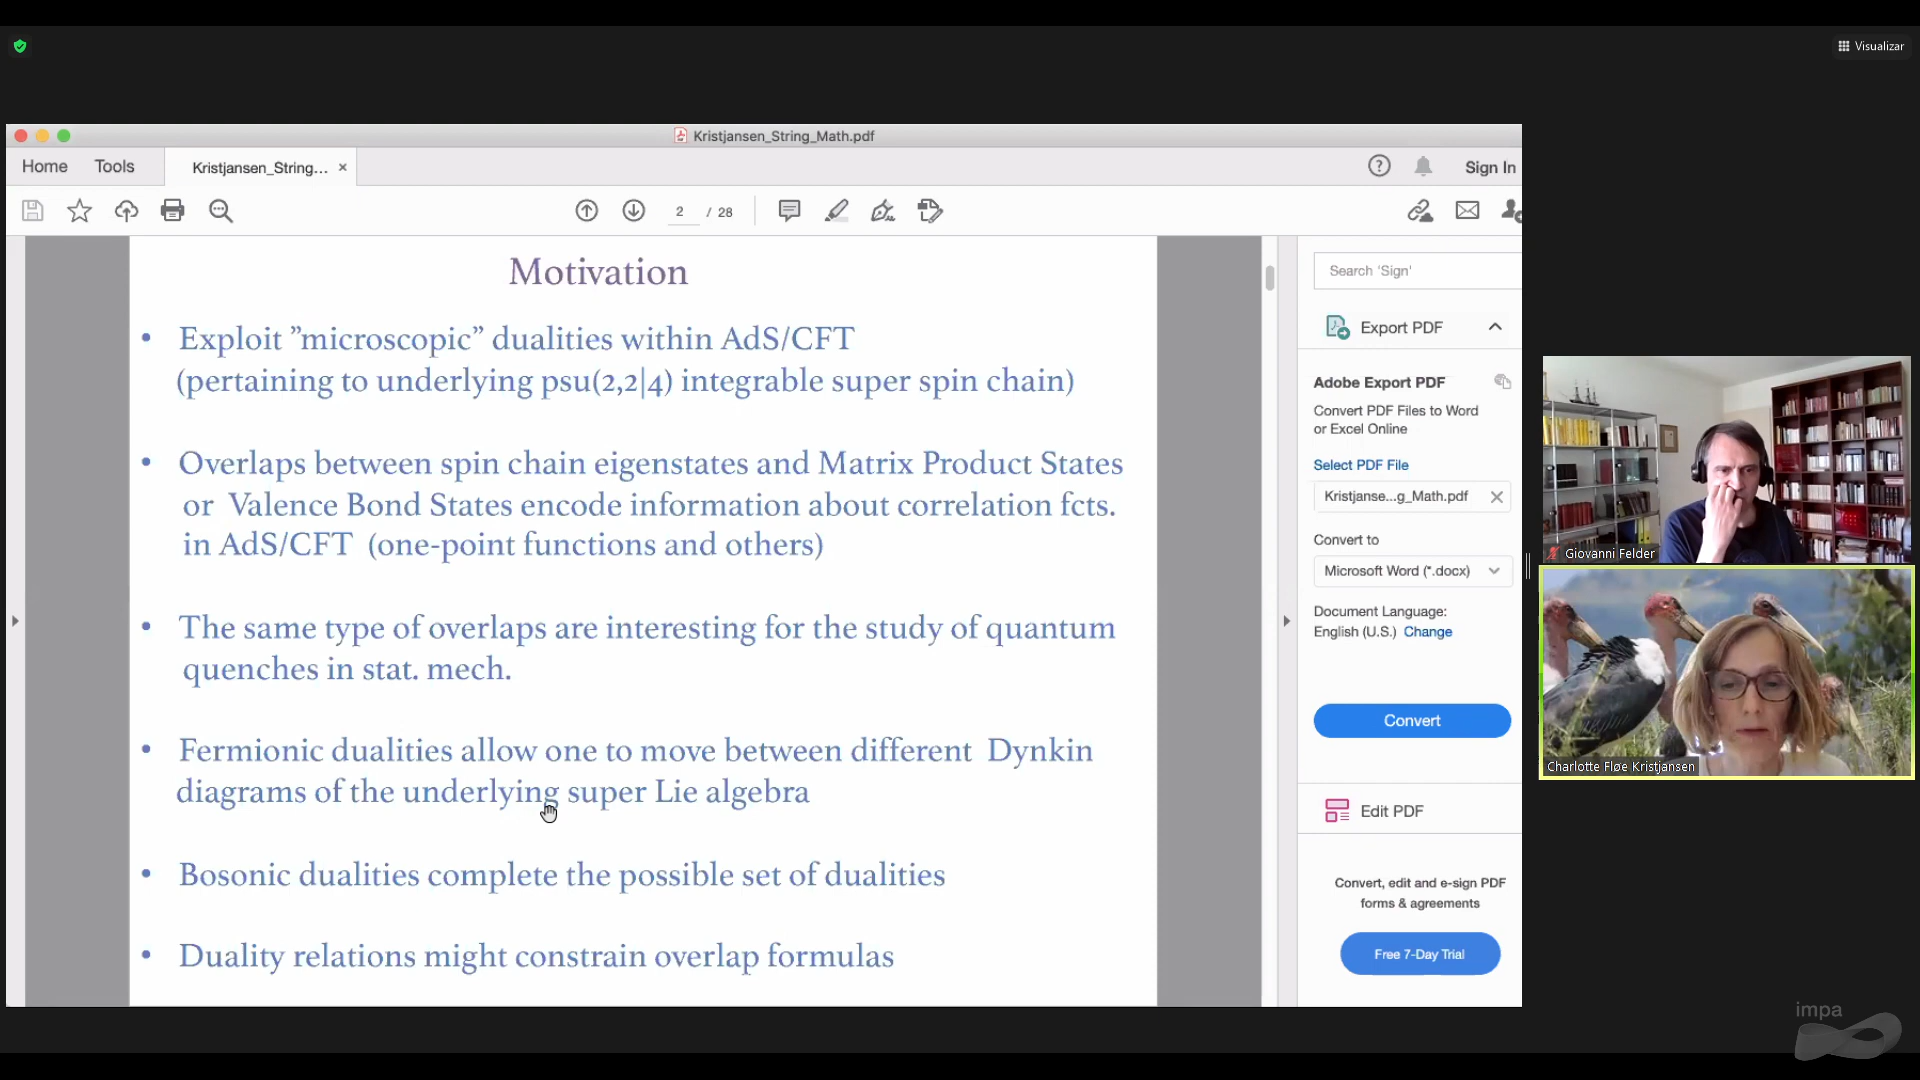 Visualizar
Kristjansen_String_Math.pdf
Home
Tools
Kristjansen_String...
Sign In
2
/ 28
Motivation
• Exploit ”microscopic” dualities within AdS/CFT
(pertaining to underlying psu(2,2|4) integrable super spin chain)
• Overlaps between spin chain eigenstates and Matrix Product States
or Valence Bond States encode information about correlation fcts.
in AdS/CFT (one-point functions and others)
• The same type of overlaps are interesting for the study of quantum
quenches in stat. mech.
• Fermionic dualities allow one to move between different Dynkin
diagrams of the underlying super Lie algebra
• Bosonic dualities complete the possible set of dualities
• Duality relations might constrain overlap formulas
Search 'Sign'
Export PDF
Adobe Export PDF
Convert PDF Files to Word
or Excel Online
Select PDF File
Kristjanse...g_Math.pdf
Convert to
Microsoft Word (*.docx)
Document Language:
English (U.S.) Change
Convert
Edit PDF
Convert, edit and e-sign PDF
forms & agreements
Free 7-Day Trial
Giovanni Felder
Charlotte Fløe Kristjansen
impa